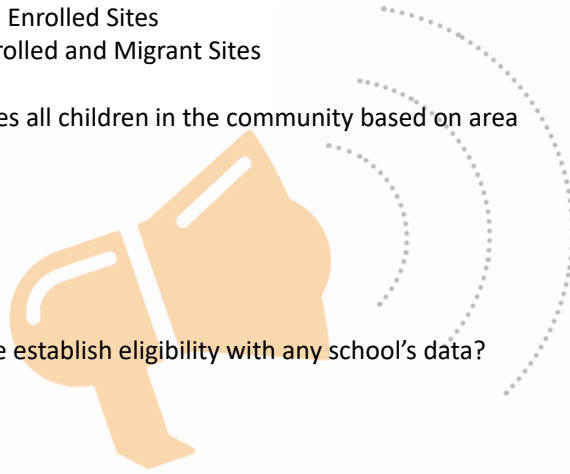 Enrolled Sites
rolled and Migrant Sites
es all children in the community based on area
e establish eligibility with any school's data?